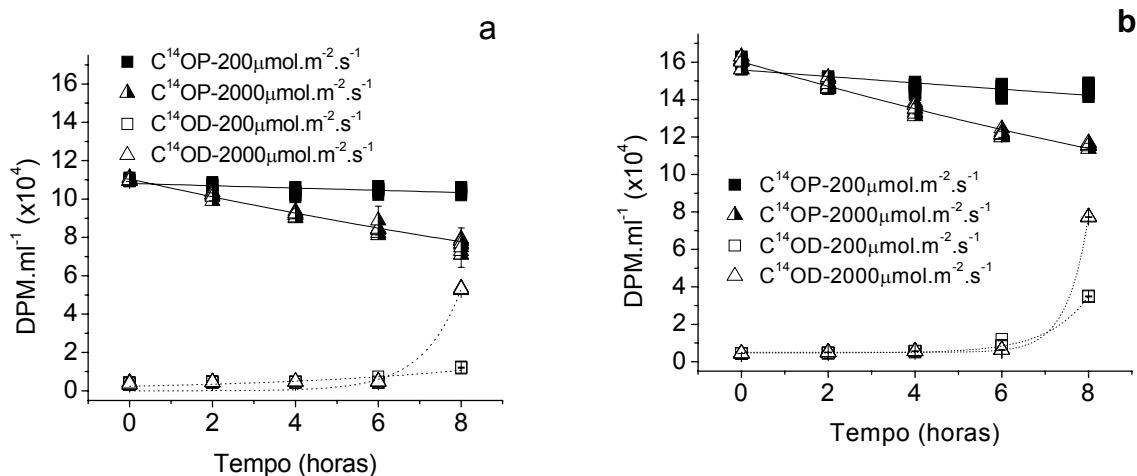 a
C¹⁴OP-200μmol.m⁻².s⁻¹
C¹⁴OP-2000μmol.m⁻².s⁻¹
C¹⁴OD-200μmol.m⁻².s⁻¹
C¹⁴OD-2000μmol.m⁻².s⁻¹
16
14
12
10
8
6
4
2
0
DPM.ml⁻¹ (x10⁴)
0 2 4 6 8
Tempo (horas)
b
16
14
12
10
8
6
4
2
0
DPM.ml⁻¹ (x10⁴)
C¹⁴OP-200μmol.m⁻².s⁻¹
C¹⁴OP-2000μmol.m⁻².s⁻¹
C¹⁴OD-200μmol.m⁻².s⁻¹
C¹⁴OD-2000μmol.m⁻².s⁻¹
0 2 4 6 8
Tempo (horas)